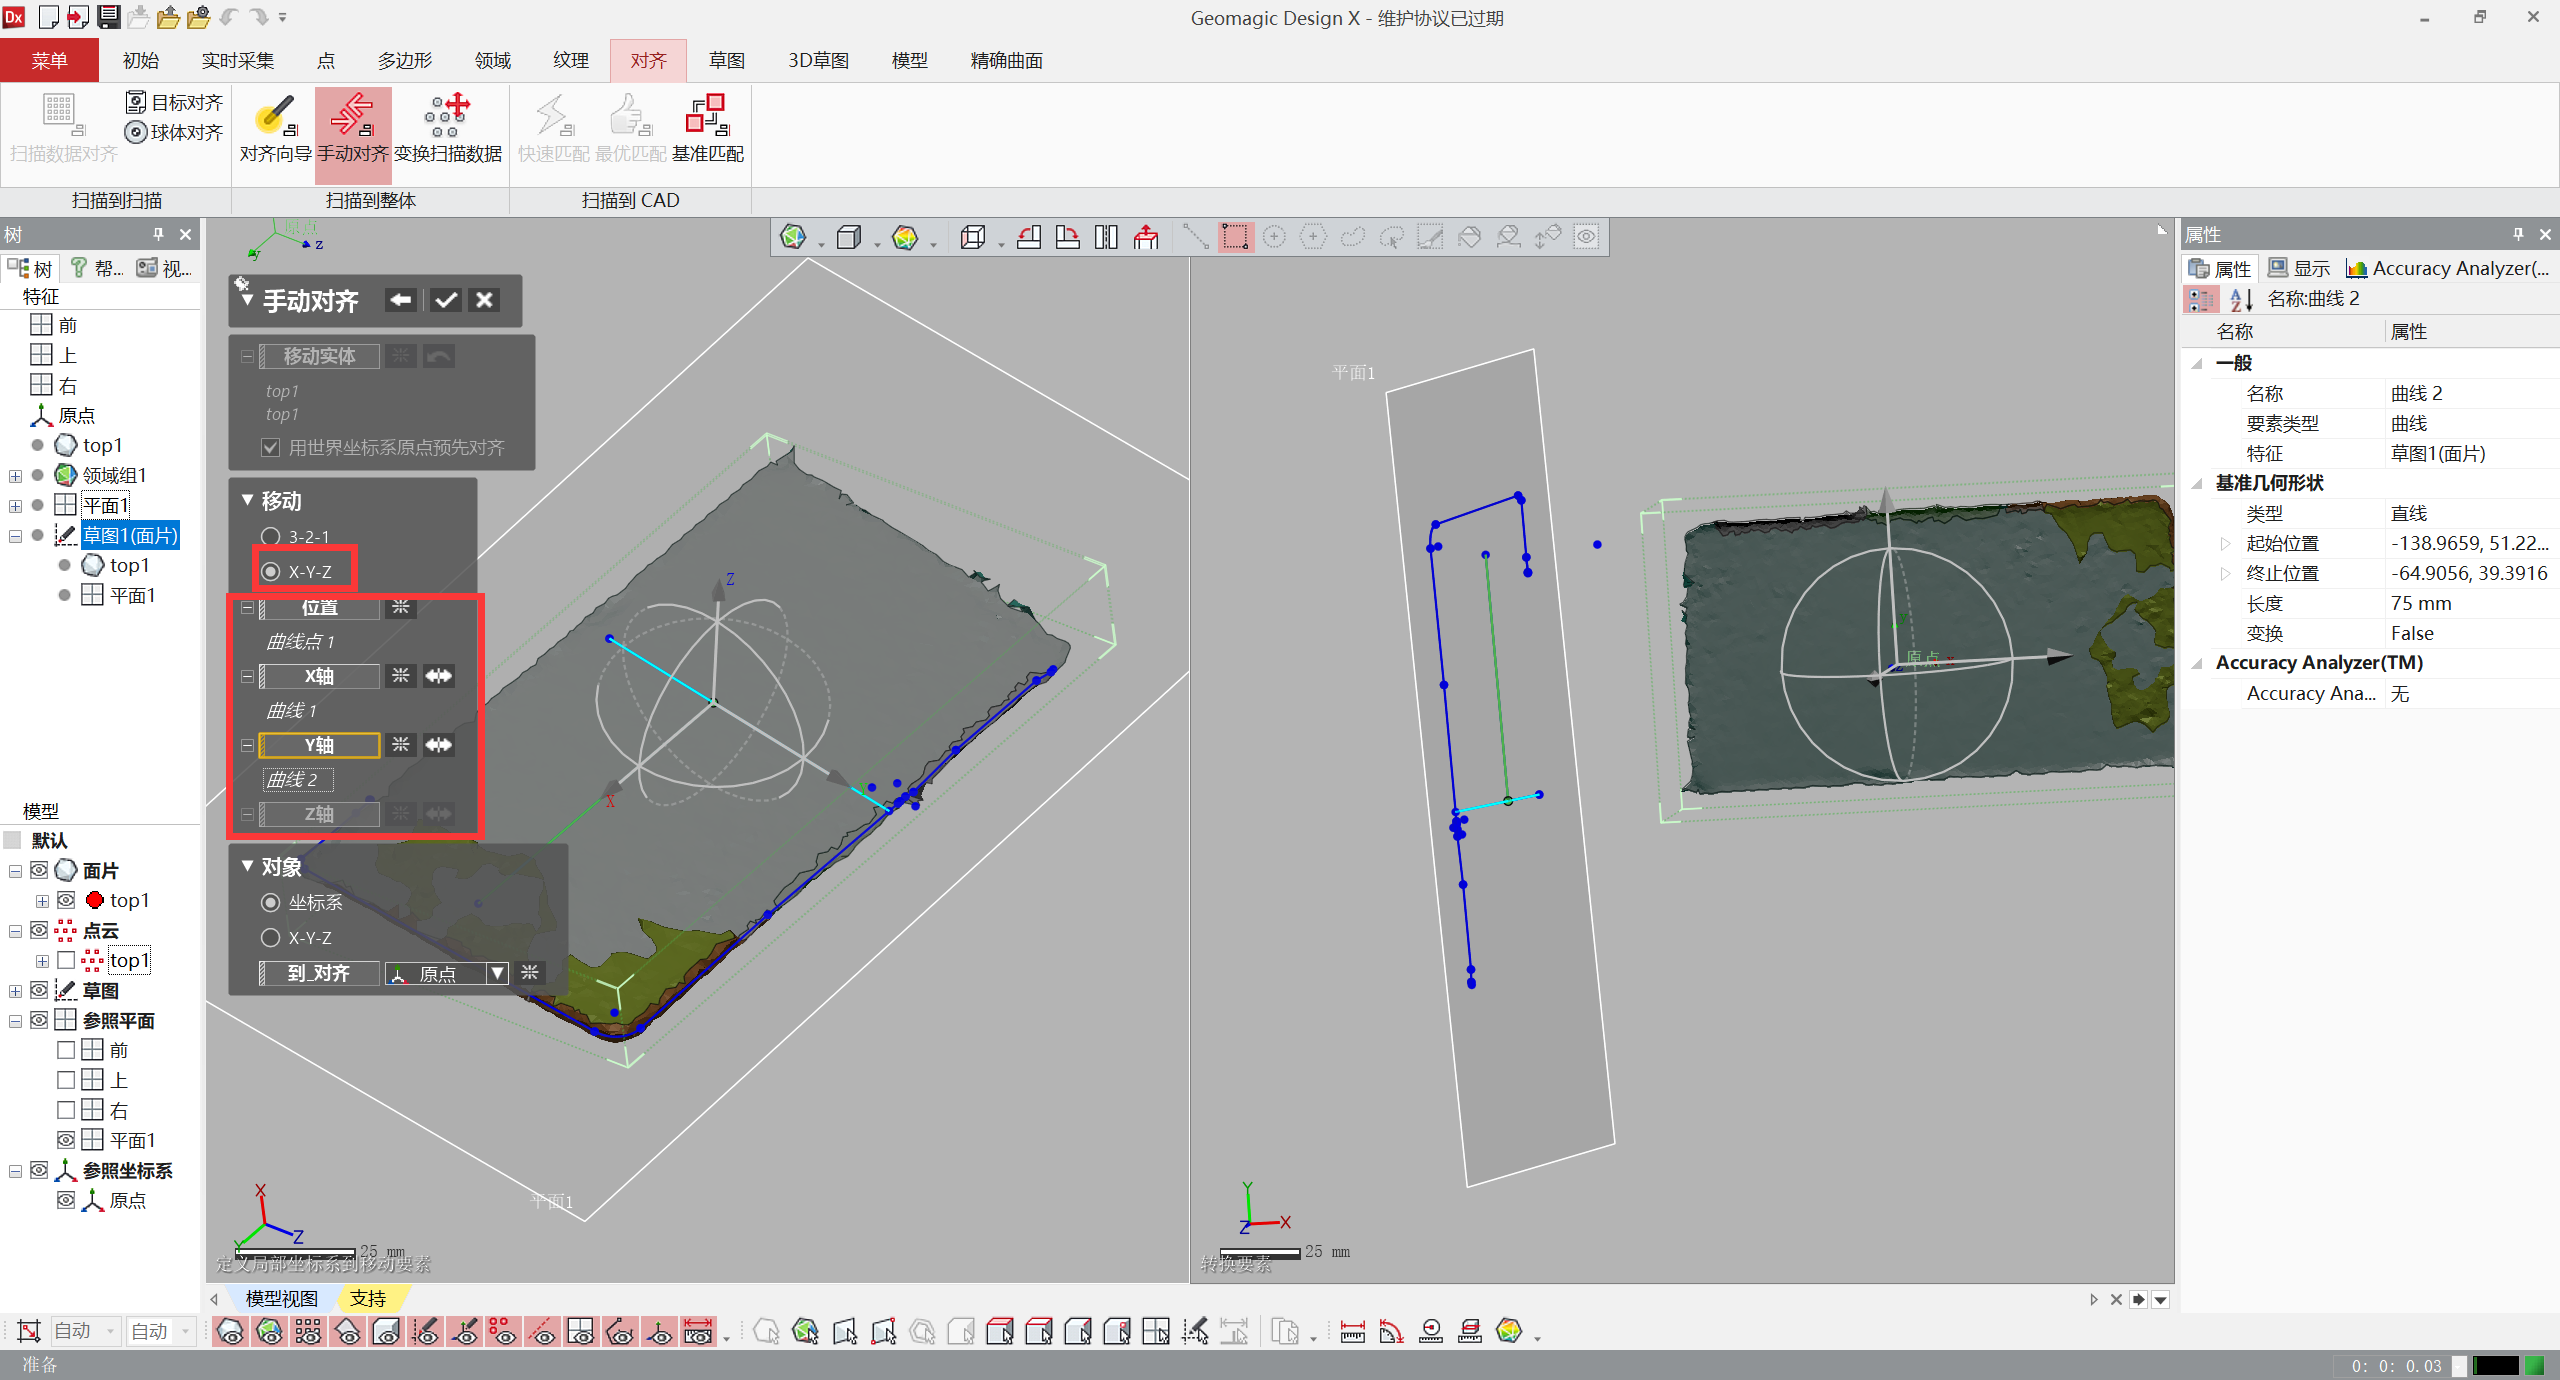 Dx
Geomagic Design X - 维护协议已过期
菜单 初始 实时采集 点 多边形 领域 纹理 对齐 草图 3D草图 模型 精确曲面
扫描数据对齐
目标对齐
球体对齐
对齐向导
手动对齐
变换扫描数据
快速匹配
最优匹配
基准匹配
扫描到扫描
扫描到整体
扫描到 CAD
树
树 帮... 视...
特征
前
上
右
原点
top1
领域组1
平面1
草图1(面片)
top1
平面1
模型
默认
面片
top1
点云
top1
草图
参照平面
前
上
右
平面1
参照坐标系
原点
z
y
手动对齐
移动实体
top1
top1
用世界坐标系原点预先对齐
移动
3-2-1
X-Y-Z
位置
曲线点 1
X轴
曲线 1
Y轴
曲线 2
Z轴
对象
坐标系
X-Y-Z
到_对齐 原点
Z
X
平面1
X
Z
Y
25 mm
定义局部坐标系到移动要素
平面1
原点
X
Y
Z
X
25 mm
转换要素
模型视图 支持
自动 自动
准备
0: 0: 0.03
属性
属性 显示 Accuracy Analyzer(...
名称:曲线 2
名称 属性
一般
名称 曲线 2
要素类型 曲线
特征 草图1(面片)
基准几何形状
类型 直线
起始位置 -138.9659, 51.22...
终止位置 -64.9056, 39.3916
长度 75 mm
变换 False
Accuracy Analyzer(TM)
Accuracy Ana... 无